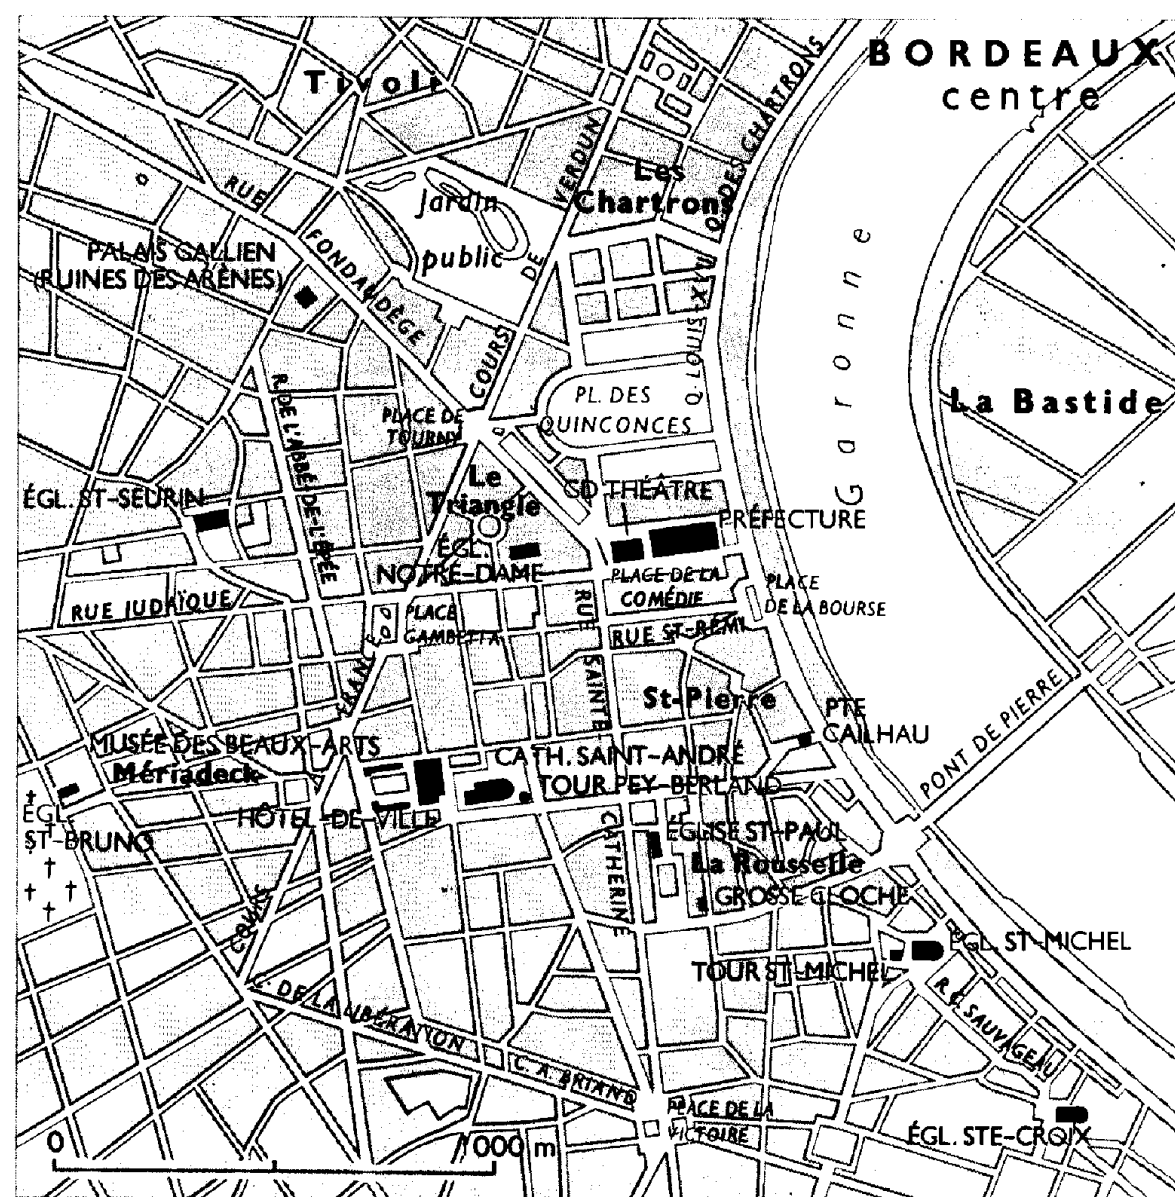 BORDEAUX
centre
Tivoli
Q. DES CHARTRONS
VERDUN
Les
Chartrons
RUE
Jardin
public
DE
PALAIS GALLIEN
(RUINES DES ARÈNES)
FONDAUDÈGE
Q. LOUIS-XVIII
Garonne
COURS
PL. DES
QUINCONCES
La Bastide
R. DE L'ABBÉ-DE-L'ÉPÉE
PLACE DE
TOURNY
Le
Triangle
GD THÉÂTRE
ÉGL. ST-SEURIN
PRÉFECTURE
ÉGL.
NOTRE-DAME
PLACE DE LA
COMÉDIE
PLACE
DE LA BOURSE
RUE JUDAÏQUE
PLACE
GAMBETTA
RUE
RUE ST-RÉMI
FRANCE
SAINTE
St-Pierre
PTE
CAILHAU
PONT DE PIERRE
MUSÉE DES BEAUX-ARTS
Mériadeck
CATH. SAINT-ANDRÉ
TOUR PEY-BERLAND
ÉGL.
ST-BRUNO
HÔTEL-DE-VILLE
CATHERINE
ÉGLISE ST-PAUL
La Rousselle
GROSSE CLOCHE
COURS
ÉGL. ST-MICHEL
TOUR ST-MICHEL
R. C. SAUVAGEAU
C. DE LA LIBÉRATION
C. A. BRIAND
PLACE DE LA
VICTOIRE
ÉGL. STE-CROIX
0 1000 m